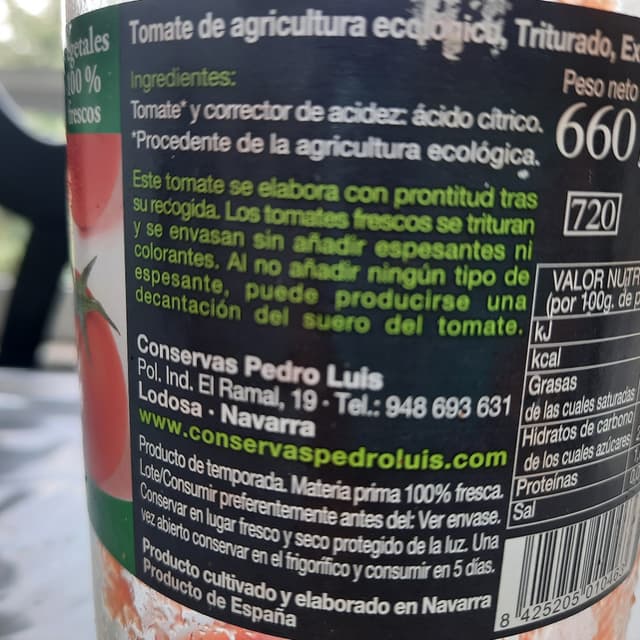 Vegetales
100 %
frescos
Tomate de agricultura ecológica, Triturado,
Ingredientes:
Tomate* y corrector de acidez: ácido cítrico.
*Procedente de la agricultura ecológica.
Peso neto
660
720
Este tomate se elabora con prontitud tras
su recogida. Los tomates frescos se trituran
y se envasan sin añadir espesantes ni
colorantes. Al no añadir ningún tipo de
espesante, puede producirse una
decantación del suero del tomate.
Conservas Pedro Luis
Pol. Ind. El Ramal, 19 · Tel.: 948 693 631
Lodosa · Navarra
www.conservaspedroluis.com
Producto de temporada. Materia prima 100% fresca.
Lote/Consumir preferentemente antes del: Ver envase.
Conservar en lugar fresco y seco protegido de la luz. Una
vez abierto conservar en el frigorífico y consumir en 5 días.
Producto cultivado y elaborado en Navarra
Producto de España
VALOR
(por 100g. de
kJ
kcal
Grasas
de las cuales saturadas
Hidratos de carbono
de los cuales azúcares
Proteínas
Sal
8 425205 01046